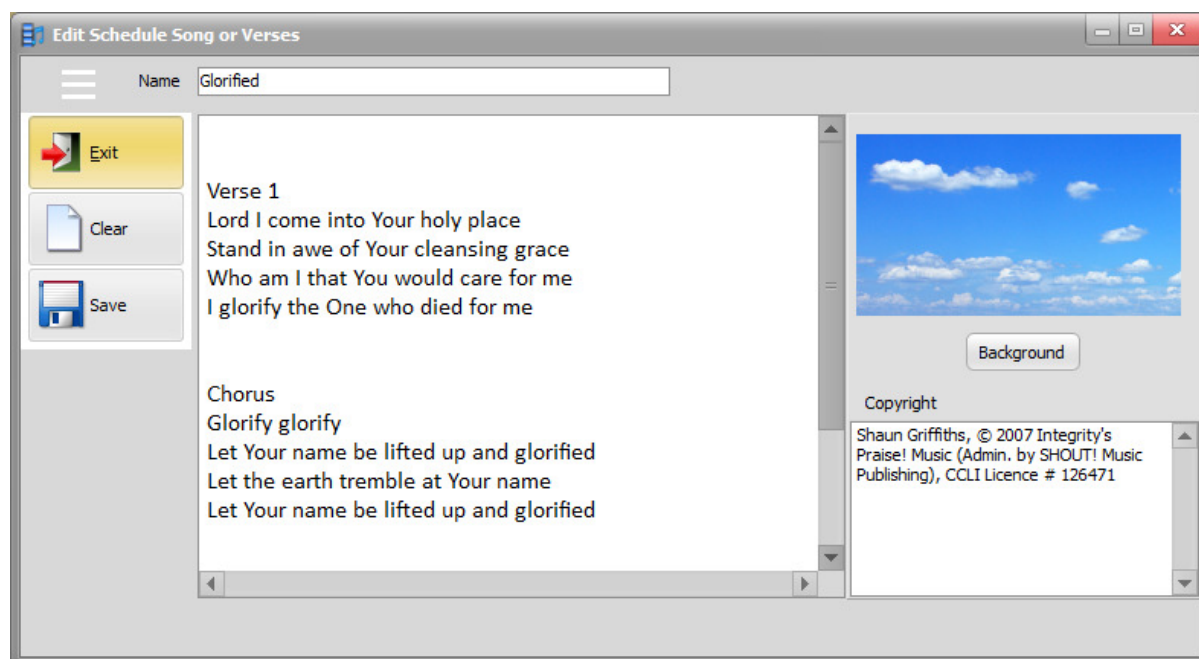 Edit Schedule Song or Verses
Name
Glorified
Exit
Clear
Save
Verse 1
Lord I come into Your holy place
Stand in awe of Your cleansing grace
Who am I that You would care for me
I glorify the One who died for me
Chorus
Glorify glorify
Let Your name be lifted up and glorified
Let the earth tremble at Your name
Let Your name be lifted up and glorified
Background
Copyright
Shaun Griffiths, © 2007 Integrity's
Praise! Music (Admin. by SHOUT! Music
Publishing), CCLI Licence # 126471